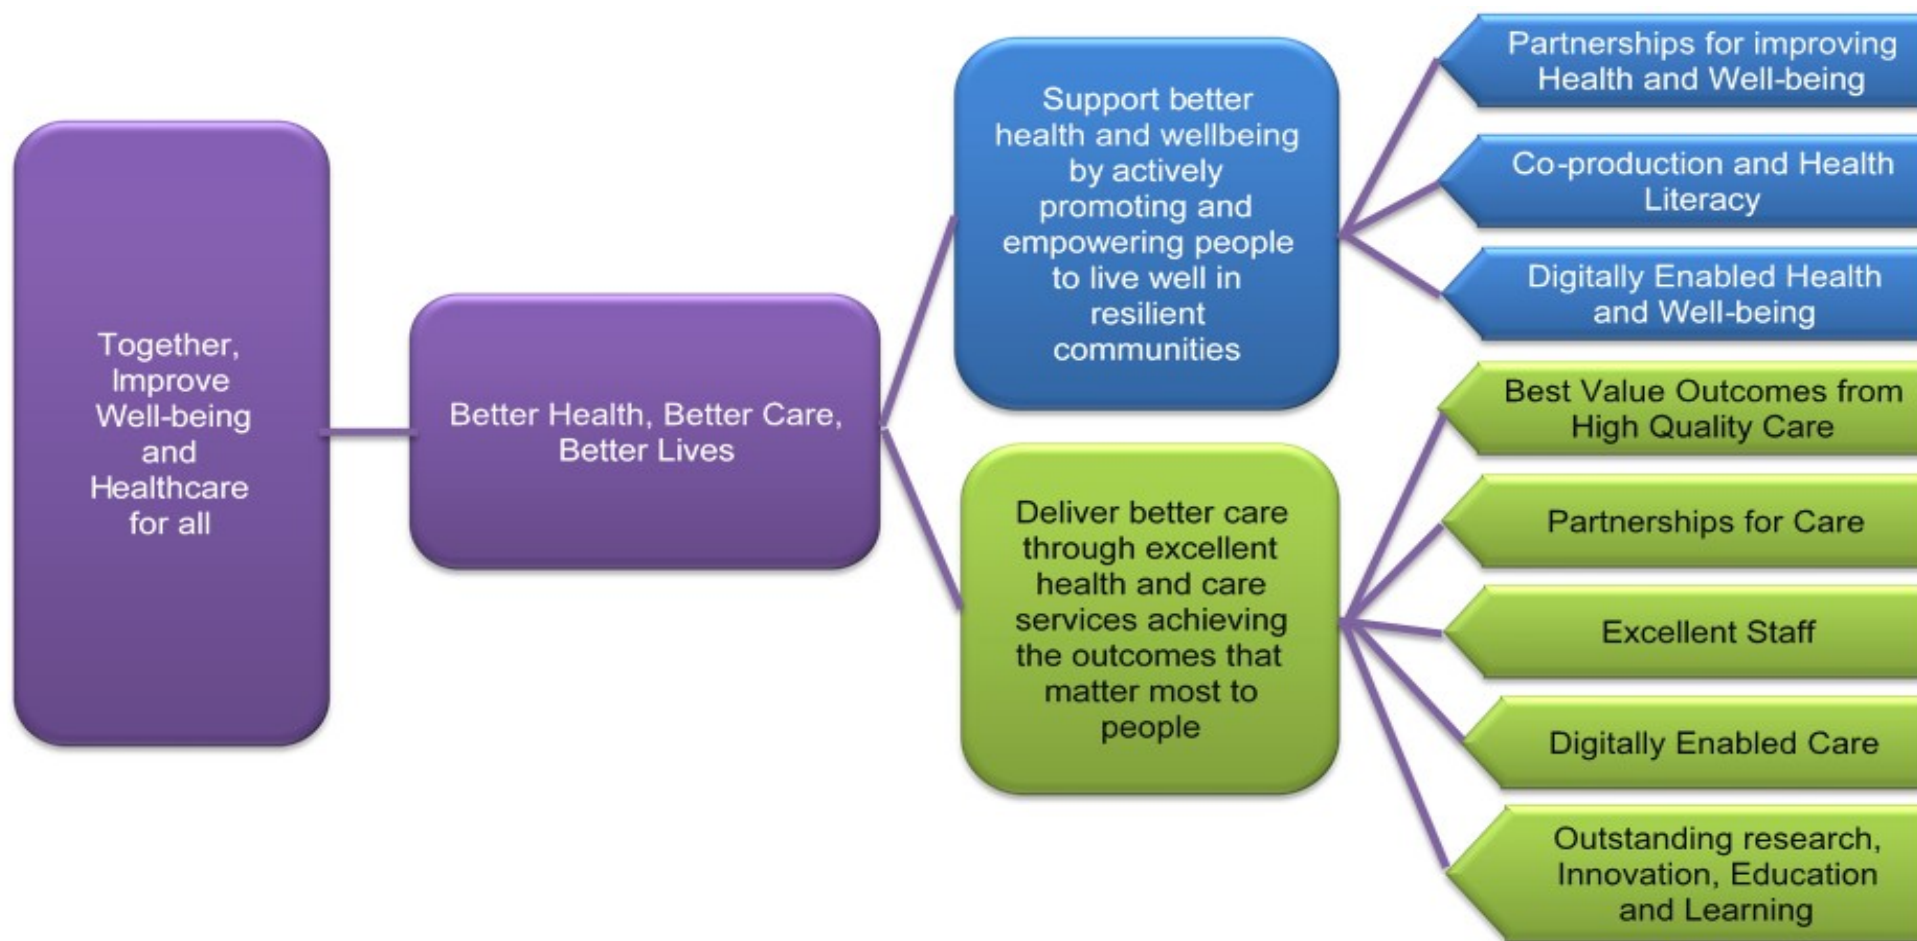 Together,
Improve
Well-being
and
Healthcare
for all
Better Health, Better Care,
Better Lives
Support better
health and wellbeing
by actively
promoting and
empowering people
to live well in
resilient
communities
Deliver better care
through excellent
health and care
services achieving
the outcomes that
matter most to
people
Partnerships for improving
Health and Well-being
Co-production and Health
Literacy
Digitally Enabled Health
and Well-being
Best Value Outcomes from
High Quality Care
Partnerships for Care
Excellent Staff
Digitally Enabled Care
Outstanding research,
Innovation, Education
and Learning